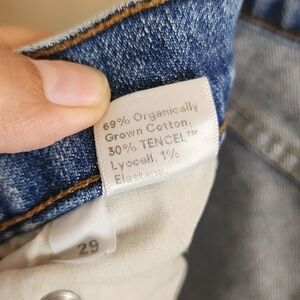 69% Organically
Grown Cotton,
30% TENCEL™
Lyocell, 1%
Elastane
29